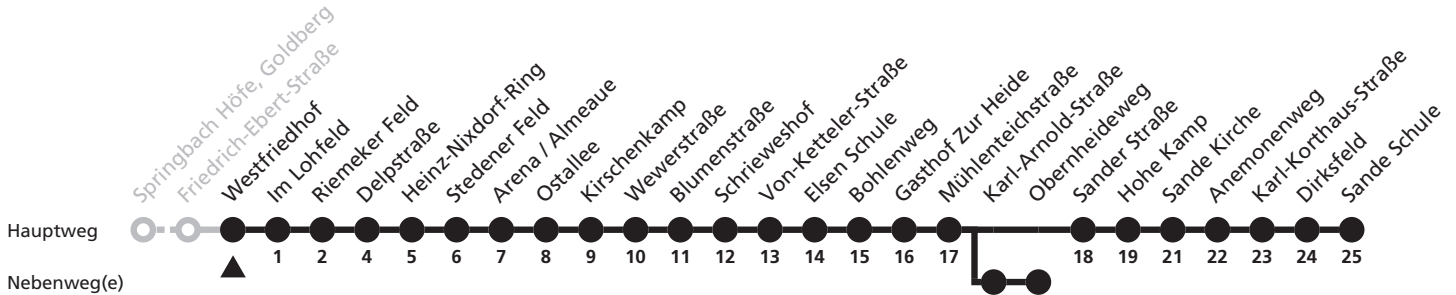 Springbach Höfe, Goldberg
Friedrich-Ebert-Straße
Westfriedhof
Im Lohfeld
Riemeker Feld
Delpstraße
Heinz-Nixdorf-Ring
Stedener Feld
Arena / Almeaue
Ostallee
Kirschenkamp
Wewerstraße
Blumenstraße
Schrieweshof
Von-Ketteler-Straße
Elsen Schule
Bohlenweg
Gasthof Zur Heide
Mühlenteichstraße
Karl-Arnold-Straße
Obernheideweg
Sander Straße
Hohe Kamp
Sande Kirche
Anemonenweg
Karl-Korthaus-Straße
Dirksfeld
Sande Schule
Hauptweg
1 2 4 5 6 7 8 9 10 11 12 13 14 15 16 17 18 19 21 22 23 24 25
Nebenweg(e)